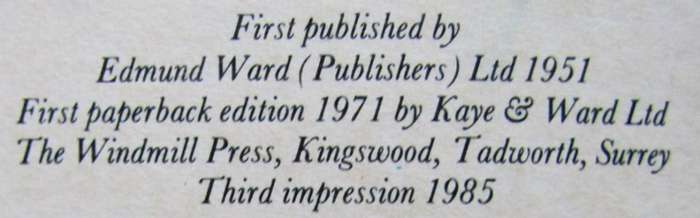 First published by
Edmund Ward (Publishers) Ltd 1951
First paperback edition 1971 by Kaye & Ward Ltd
The Windmill Press, Kingswood, Tadworth, Surrey
Third impression 1985